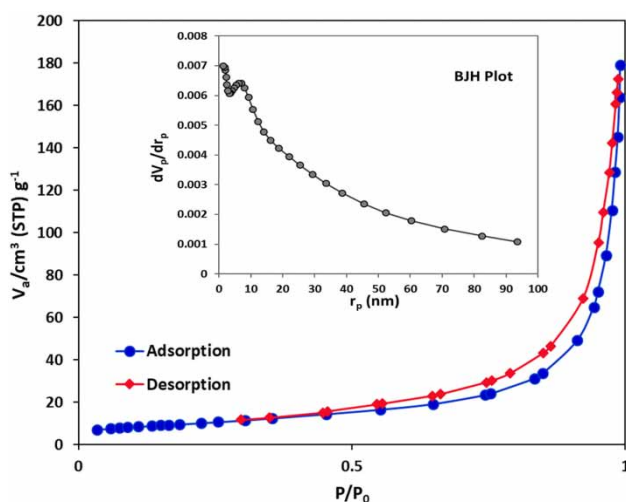 200
180
160
140
120
100
80
60
40
20
0
Vₐ/cm³ (STP) g⁻¹
0.008
0.007
0.006
0.005
0.004
0.003
0.002
0.001
0
dVₚ/drₚ
BJH Plot
0 10 20 30 40 50 60 70 80 90 100
rₚ (nm)
Adsorption
Desorption
0.5
1
P/P₀